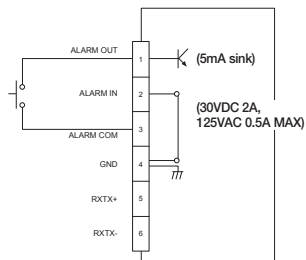 ALARM OUT
1
(5mA sink)
ALARM IN
2
(30VDC 2A,
125VAC 0.5A MAX)
ALARM COM
3
GND
4
RXTX+
5
RXTX-
6